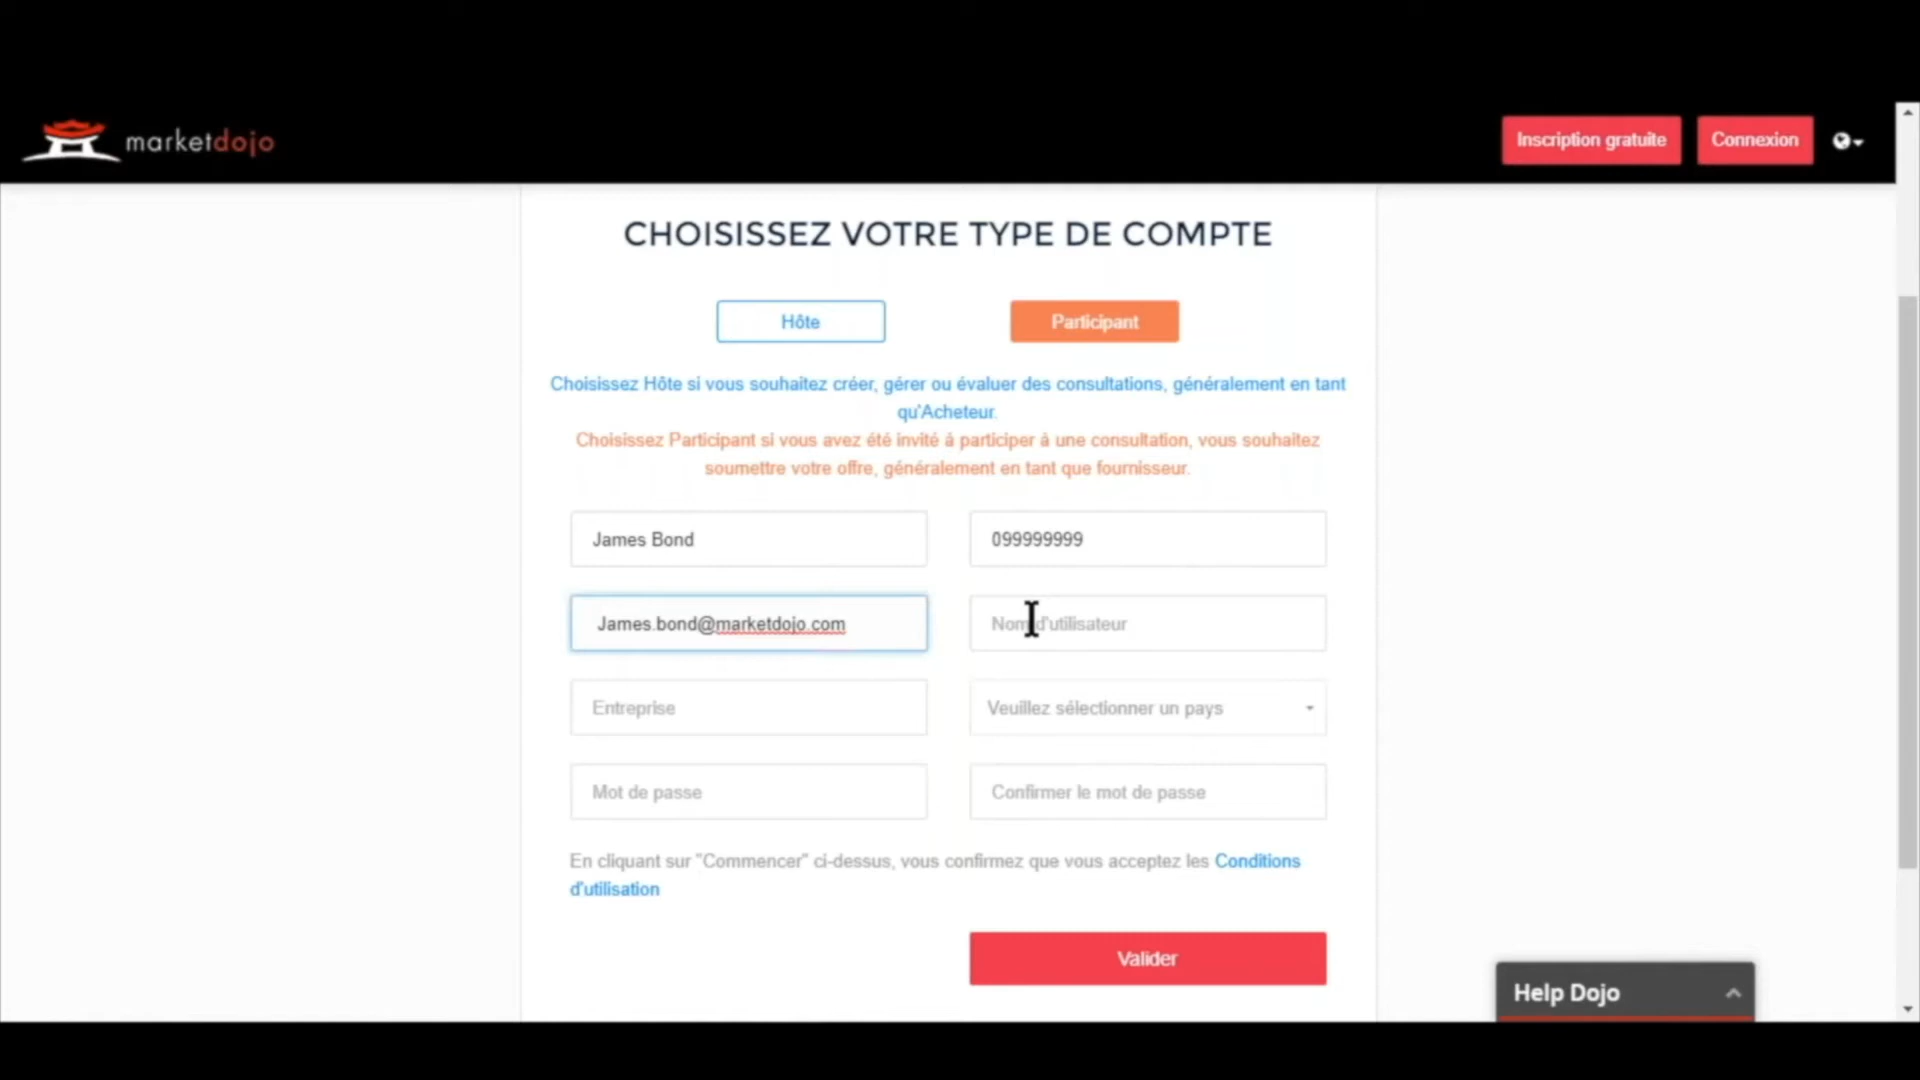 marketdojo
Inscription gratuite
Connexion
CHOISISSEZ VOTRE TYPE DE COMPTE
Hôte
Participant
Choisissez Hôte si vous souhaitez créer, gérer ou évaluer des consultations, généralement en tant
qu'Acheteur.
Choisissez Participant si vous avez été invité à participer à une consultation, vous souhaitez
soumettre votre offre, généralement en tant que fournisseur.
James Bond
099999999
James.bond@marketdojo.com
Nom d'utilisateur
Entreprise
Veuillez sélectionner un pays
Mot de passe
Confirmer le mot de passe
En cliquant sur "Commencer" ci-dessus, vous confirmez que vous acceptez les Conditions
d'utilisation
Valider
Help Dojo